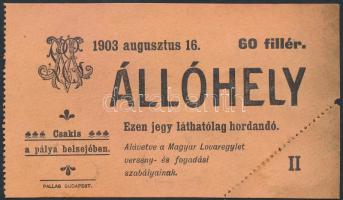 1903 augusztus 16. 60 fillér.
ÁLLÓHELY
Csakis
a pálya belsejében.
Ezen jegy láthatólag hordandó.
Alávetve a Magyar Lovaregylet
verseny- és fogadási
szabályainak.
II
PALLAS BUDAPEST.